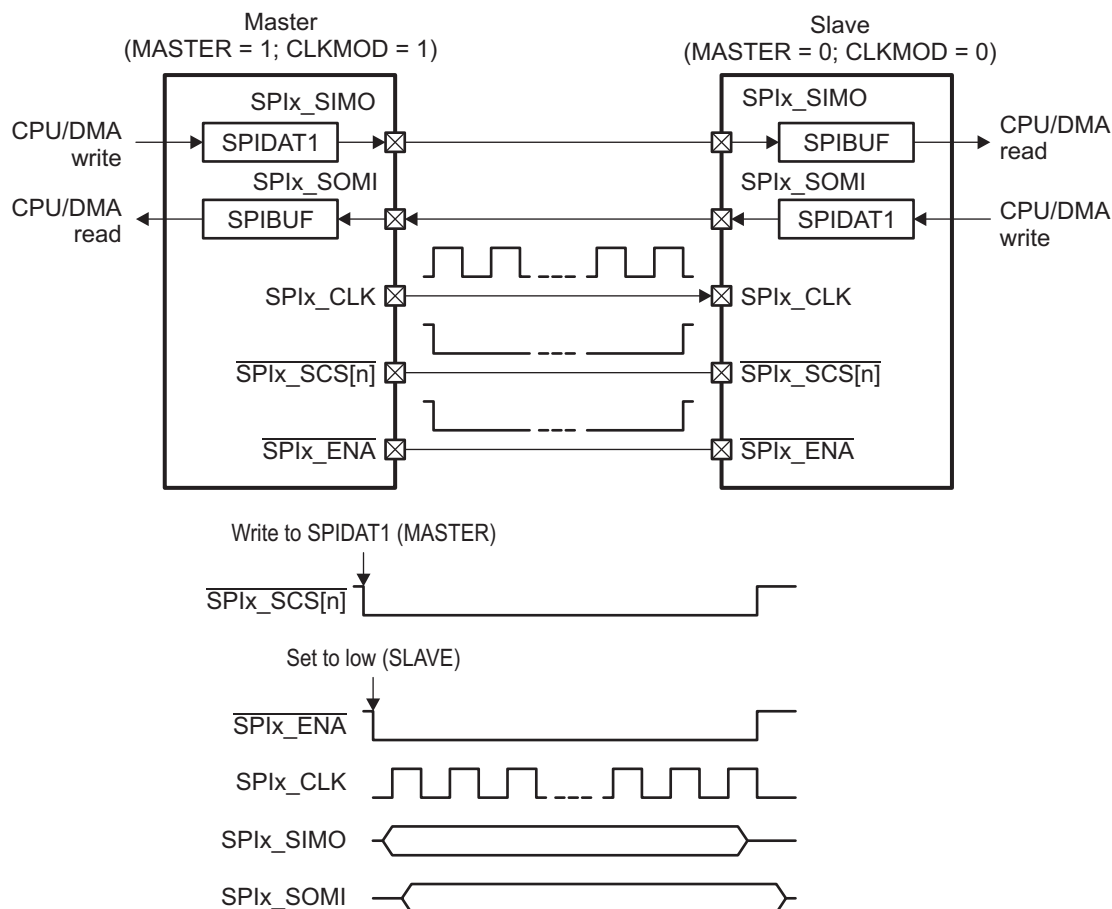 Master
(MASTER = 1; CLKMOD = 1)
Slave
(MASTER = 0; CLKMOD = 0)
SPIx_SIMO
SPIx_SIMO
CPU/DMA
write
SPIDAT1
SPIBUF
CPU/DMA
read
SPIx_SOMI
SPIx_SOMI
CPU/DMA
read
SPIBUF
SPIDAT1
CPU/DMA
write
SPIx_CLK
SPIx_CLK
SPIx_SCS[n]
SPIx_SCS[n]
SPIx_ENA
SPIx_ENA
Write to SPIDAT1 (MASTER)
SPIx_SCS[n]
Set to low (SLAVE)
SPIx_ENA
SPIx_CLK
SPIx_SIMO
SPIx_SOMI